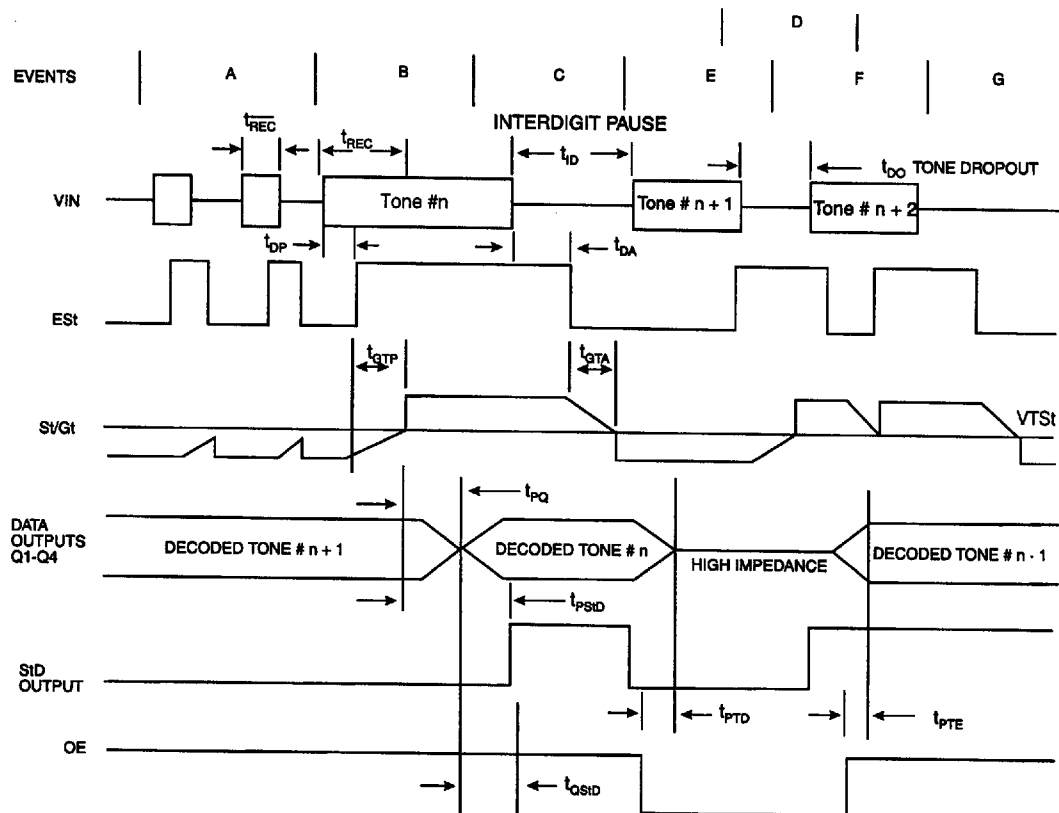 D
EVENTS A B C E F G
INTERDIGIT PAUSE
tREC tREC tID tDO TONE DROPOUT
VIN Tone #n Tone # n + 1 Tone # n + 2
tDP tDA
ESt
tGTP tGTA
St/Gt VTSt
tPQ
DATA
OUTPUTS
Q1-Q4
DECODED TONE # n + 1 DECODED TONE # n HIGH IMPEDANCE DECODED TONE # n · 1
tPStD
StD
OUTPUT
tPTD tPTE
OE
tQStD